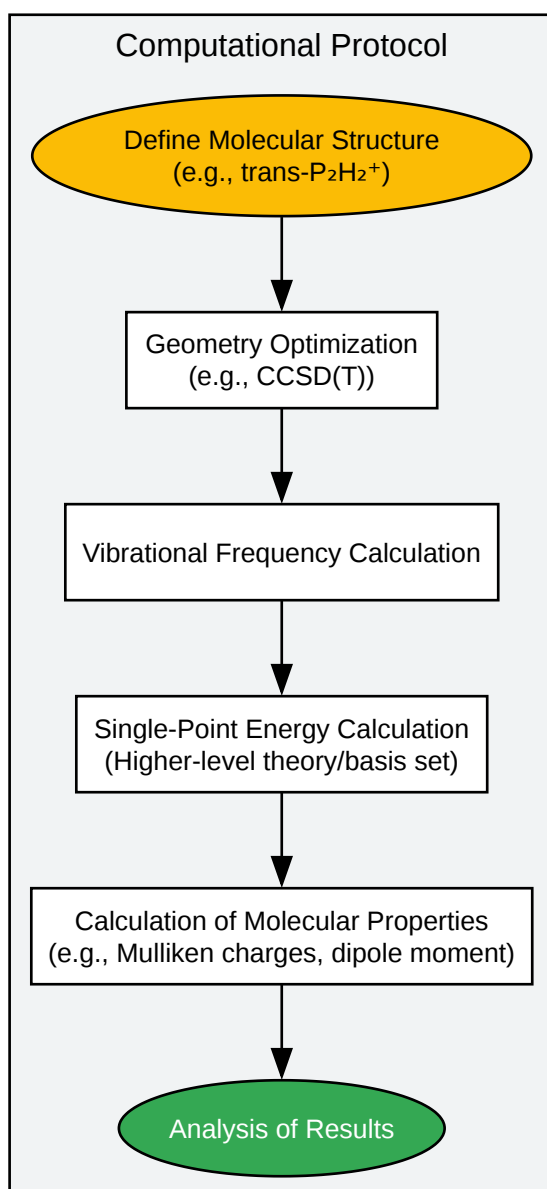 Computational Protocol
Define Molecular Structure
(e.g., trans-P₂H₂⁺)
Geometry Optimization
(e.g., CCSD(T))
Vibrational Frequency Calculation
Single-Point Energy Calculation
(Higher-level theory/basis set)
Calculation of Molecular Properties
(e.g., Mulliken charges, dipole moment)
Analysis of Results